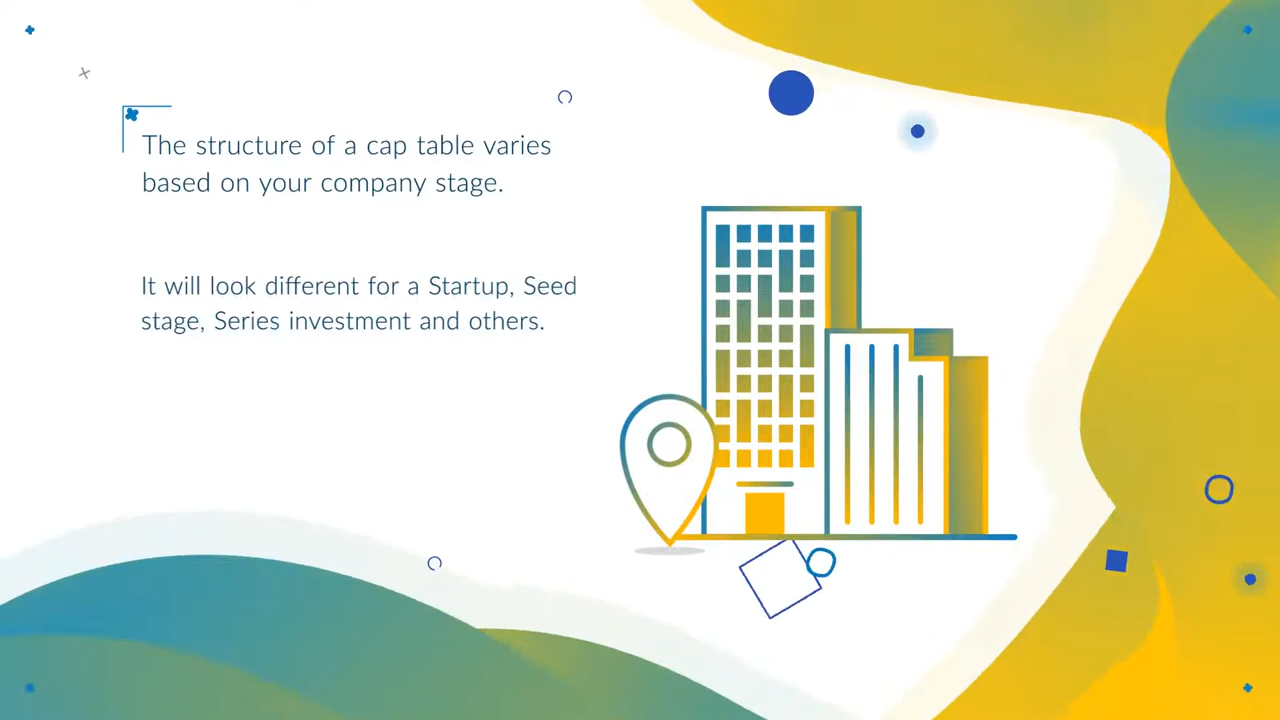 The structure of a cap table varies
based on your company stage.
It will look different for a Startup, Seed
stage, Series investment and others.